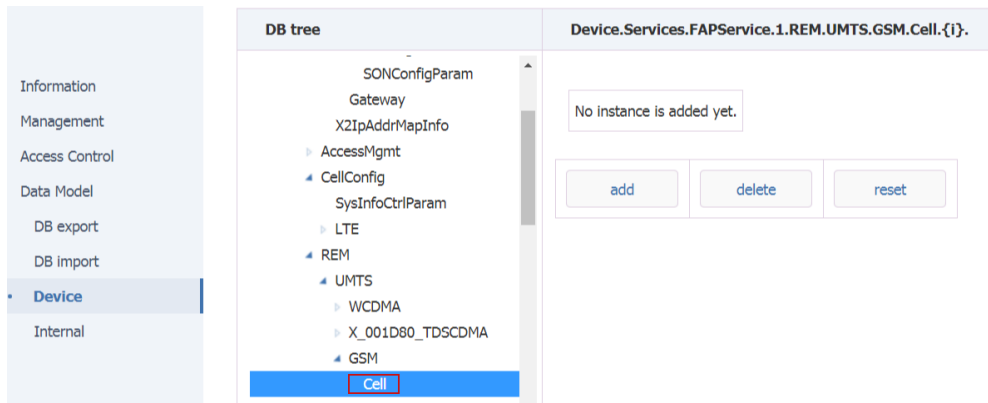 Information
Management
Access Control
Data Model
DB export
DB import
Device
Internal
DB tree
SONConfigParam
Gateway
X2IpAddrMapInfo
AccessMgmt
CellConfig
SysInfoCtrlParam
LTE
REM
UMTS
WCDMA
X_001D80_TDSCDMA
GSM
Cell
Device.Services.FAPService.1.REM.UMTS.GSM.Cell.{i}.
No instance is added yet.
add delete reset